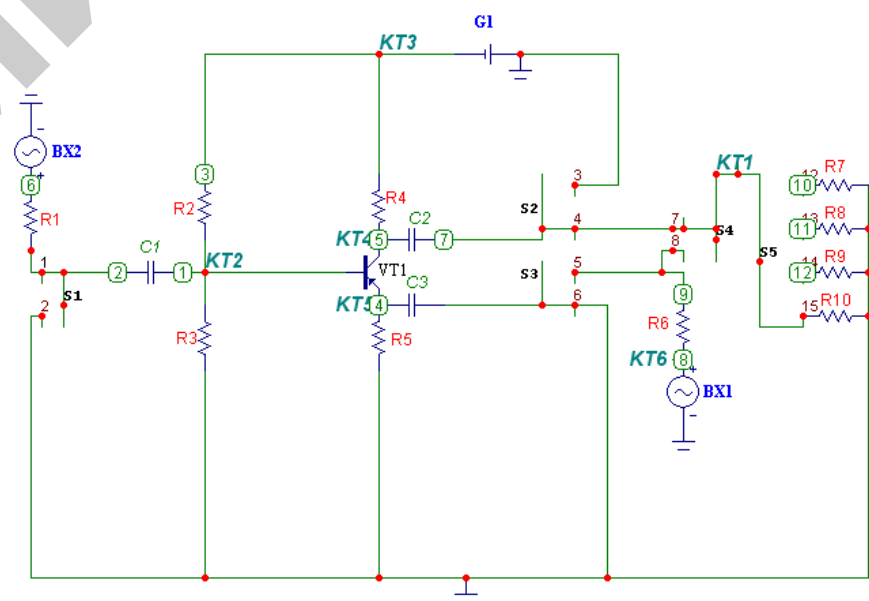 G1
KT3
BX2
6
3
KT1
12
R7
10
3
R1
R2
R4
S2
13
R8
C1
C2
4
7
11
KT4
5
7
S4
KT2
8
S5
1
2
1
VT1
S3
5
14
R9
12
S1
C3
9
6
2
KT5
4
15
R10
R3
R5
R6
KT6
8
BX1